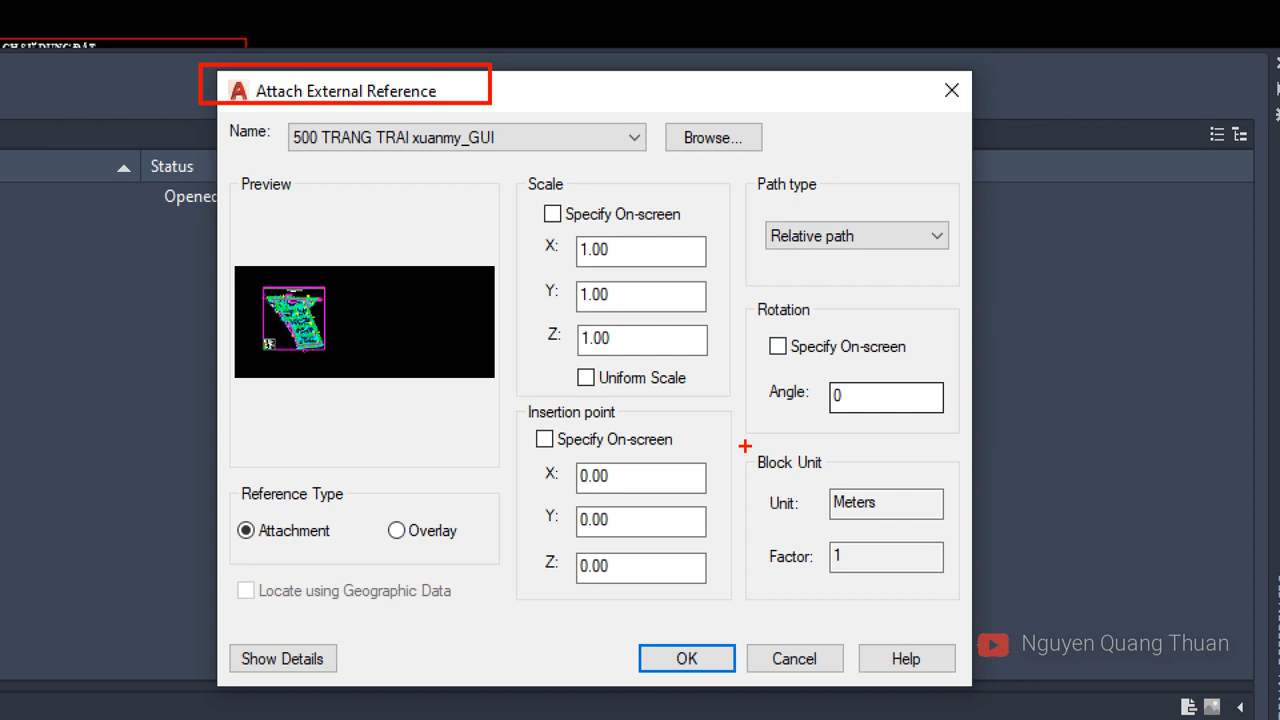 Attach External Reference
Name:
500 TRANG TRAI xuanmy_GUI
Browse...
Status
Opened
Preview
Scale
Specify On-screen
X:
1.00
Y:
1.00
Z:
1.00
Uniform Scale
Path type
Relative path
Rotation
Specify On-screen
Angle:
0
Insertion point
Specify On-screen
X:
0.00
Y:
0.00
Z:
0.00
Block Unit
Unit:
Meters
Factor:
1
Reference Type
Attachment
Overlay
Locate using Geographic Data
Show Details
OK
Cancel
Help
Nguyen Quang Thuan